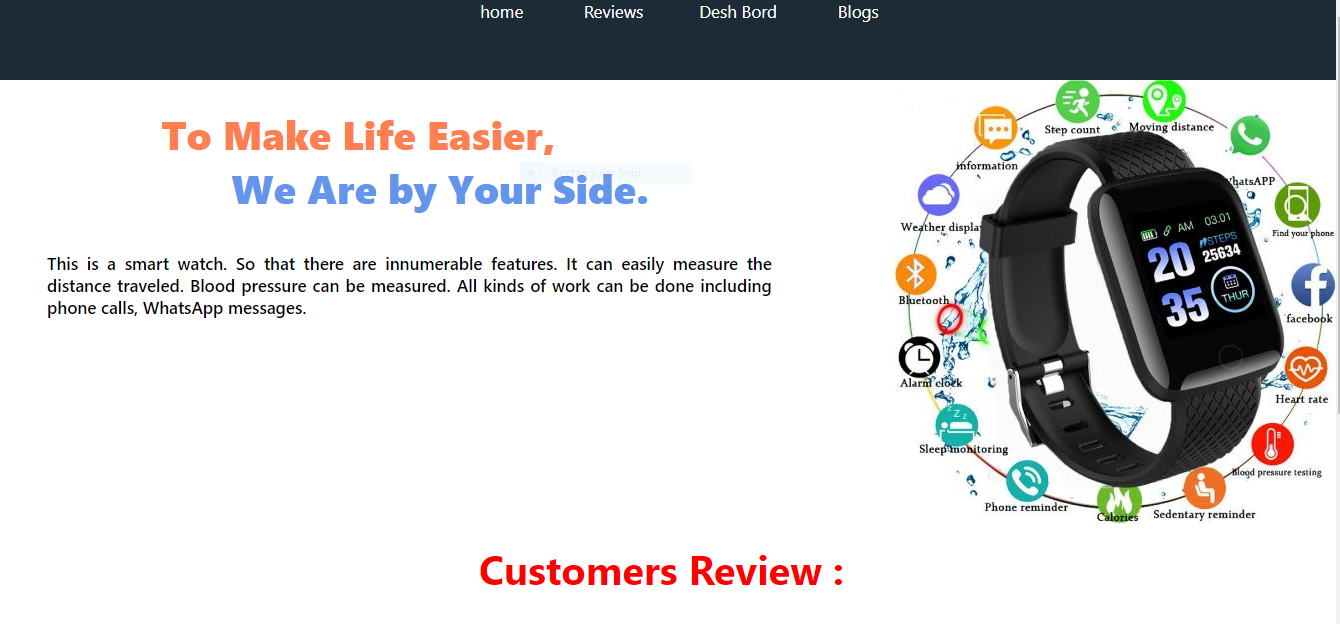 home Reviews Desh Bord Blogs
To Make Life Easier,
We Are by Your Side.
Rectangular Snip
This is a smart watch. So that there are innumerable features. It can easily measure the
distance traveled. Blood pressure can be measured. All kinds of work can be done including
phone calls, WhatsApp messages.
Step count
Moving distance
information
hatsAPP
Weather displa
Find your phone
Bluetooth
facebook
Alarm clock
Heart rate
Sleep monitoring
Blood pressure testing
Phone reminder
Calories
Sedentary reminder
AM 03.01
20 STEPS
25634
35 THUR
Customers Review :